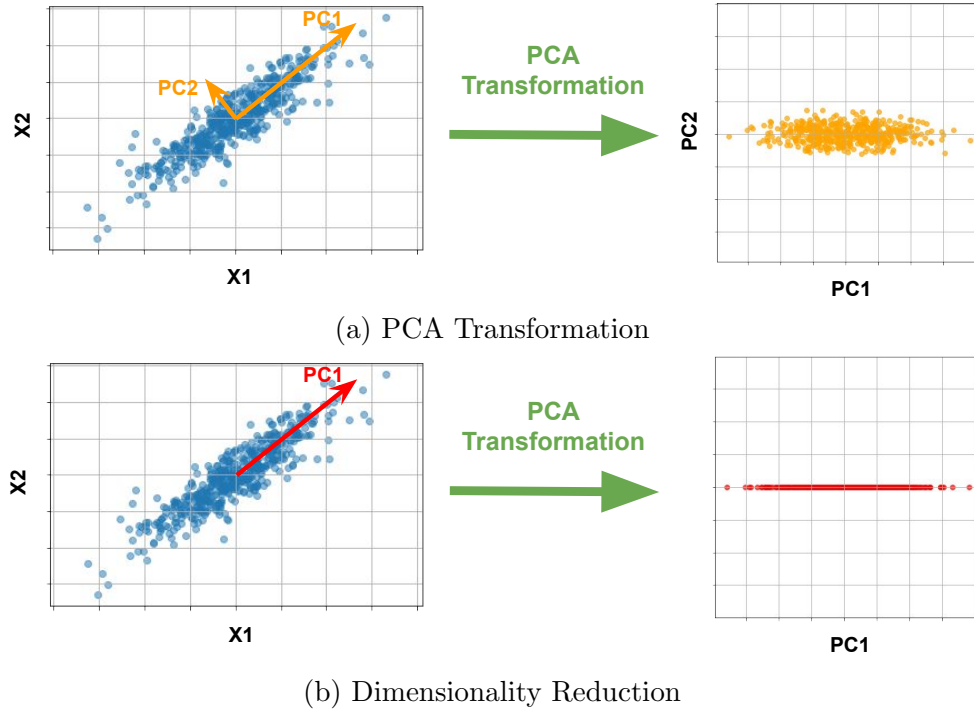 PC1
PC2
X2
X1
PCA
Transformation
PC2
PC1
(a) PCA Transformation
PC1
X2
X1
PCA
Transformation
PC1
(b) Dimensionality Reduction